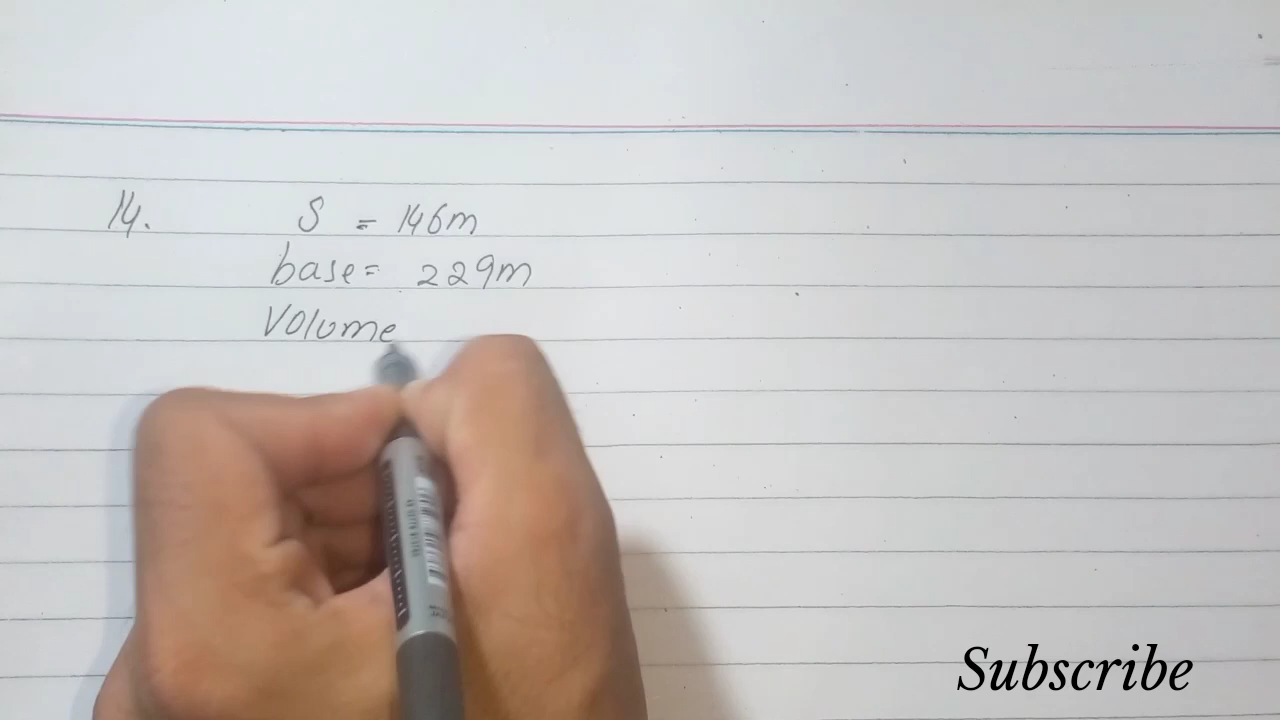 14. S = 146m
base= 229m
Volume
Subscribe